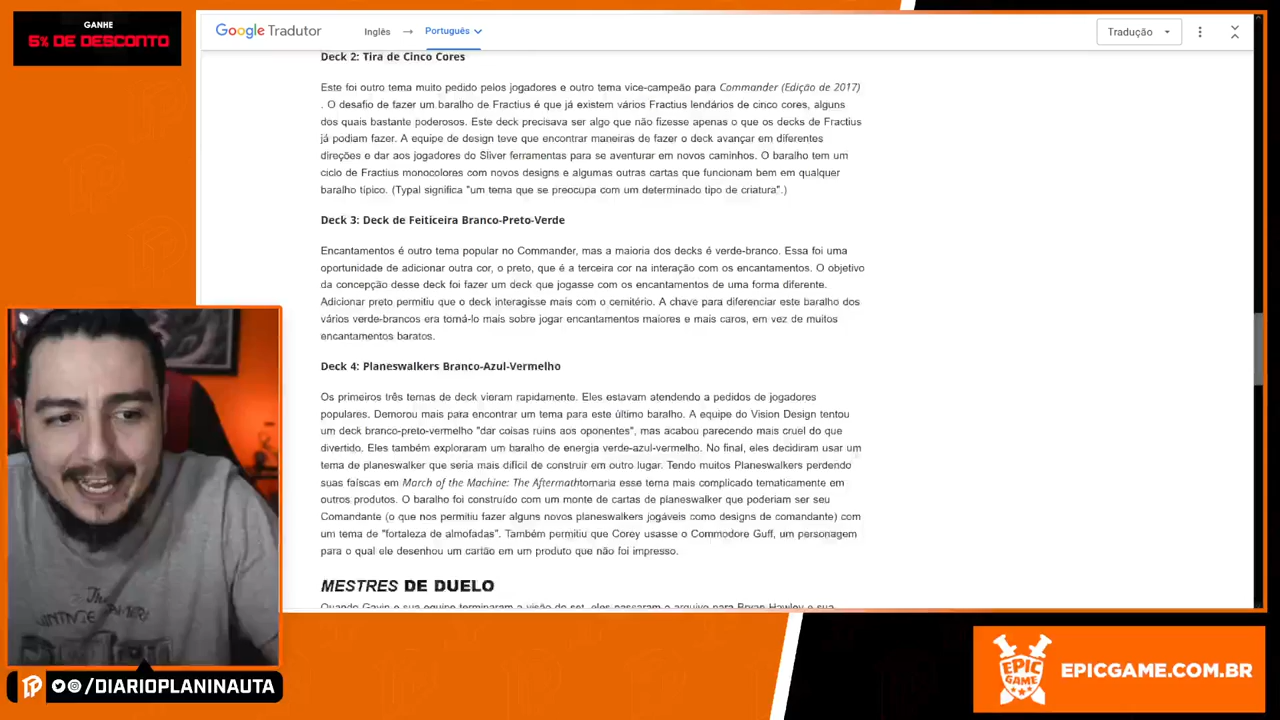 GANHE
5% DE DESCONTO
Google Tradutor
Inglês → Português
Tradução
Deck 2: Tira de Cinco Cores
Este foi outro tema muito pedido pelos jogadores e outro tema vice-campeão para Commander (Edição de 2017)
. O desafio de fazer um baralho de Fractius é que já existem vários Fractius lendários de cinco cores, alguns
dos quais bastante poderosos. Este deck precisava ser algo que não fizesse apenas o que os decks de Fractius
já podiam fazer. A equipe de design teve que encontrar maneiras de fazer o deck avançar em diferentes
direções e dar aos jogadores do Sliver ferramentas para se aventurar em novos caminhos. O baralho tem um
ciclo de Fractius monocolores com novos designs e algumas outras cartas que funcionam bem em qualquer
baralho típico. (Typal significa "um tema que se preocupa com um determinado tipo de criatura".)
Deck 3: Deck de Feiticeira Branco-Preto-Verde
Encantamentos é outro tema popular no Commander, mas a maioria dos decks é verde-branco. Essa foi uma
oportunidade de adicionar outra cor, o preto, que é a terceira cor na interação com os encantamentos. O objetivo
da concepção desse deck foi fazer um deck que jogasse com os encantamentos de uma forma diferente.
Adicionar preto permitiu que o deck interagisse mais com o cemitério. A chave para diferenciar este baralho dos
vários verde-brancos era torná-lo mais sobre jogar encantamentos maiores e mais caros, em vez de muitos
encantamentos baratos.
Deck 4: Planeswalkers Branco-Azul-Vermelho
Os primeiros três temas de deck vieram rapidamente. Eles estavam atendendo a pedidos de jogadores
populares. Demorou mais para encontrar um tema para este último baralho. A equipe do Vision Design tentou
um deck branco-preto-vermelho "dar coisas ruins aos oponentes", mas acabou parecendo mais cruel do que
divertido. Eles também exploraram um baralho de energia verde-azul-vermelho. No final, eles decidiram usar um
tema de planeswalker que seria mais difícil de construir em outro lugar. Tendo muitos Planeswalkers perdendo
suas faíscas em March of the Machine: The Aftermathtornaria esse tema mais complicado tematicamente em
outros produtos. O baralho foi construído com um monte de cartas de planeswalker que poderiam ser seu
Comandante (o que nos permitiu fazer alguns novos planeswalkers jogáveis como designs de comandante) com
um tema de "fortaleza de almofadas". Também permitiu que Corey usasse o Commodore Guff, um personagem
para o qual ele desenhou um cartão em um produto que não foi impresso.
MESTRES DE DUELO
Quando Gavin e sua equipe terminaram a visão do set, eles passaram o arquivo para Bryan Hawley e sua
The
/DIARIOPLANINAUTA
EPIC
GAME
EPICGAME.COM.BR